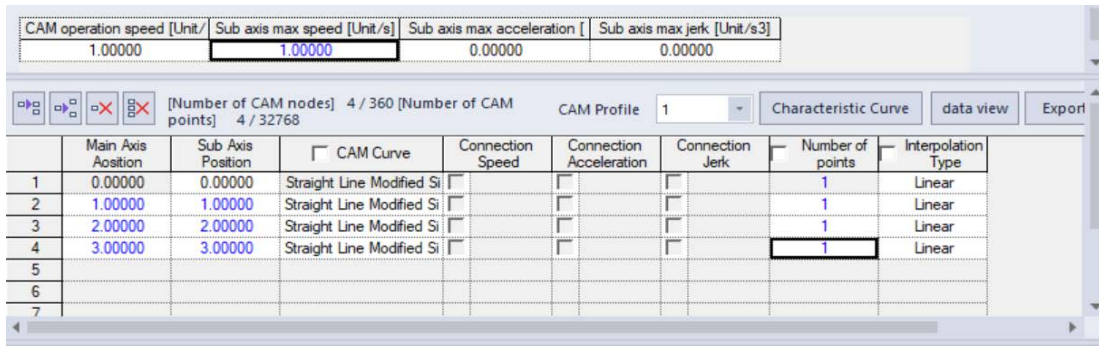 CAM operation speed [Unit/ Sub axis max speed [Unit/s] Sub axis max acceleration [ Sub axis max jerk [Unit/s3]
1.00000 1.00000 0.00000 0.00000
[Number of CAM nodes] 4 / 360 [Number of CAM
points] 4 / 32768
CAM Profile 1 Characteristic Curve data view Export
Main Axis Aosition Sub Axis Position CAM Curve Connection Speed Connection Acceleration Connection Jerk Number of points Interpolation Type
1 0.00000 0.00000 Straight Line Modified Si 1 Linear
2 1.00000 1.00000 Straight Line Modified Si 1 Linear
3 2.00000 2.00000 Straight Line Modified Si 1 Linear
4 3.00000 3.00000 Straight Line Modified Si 1 Linear
5
6
7